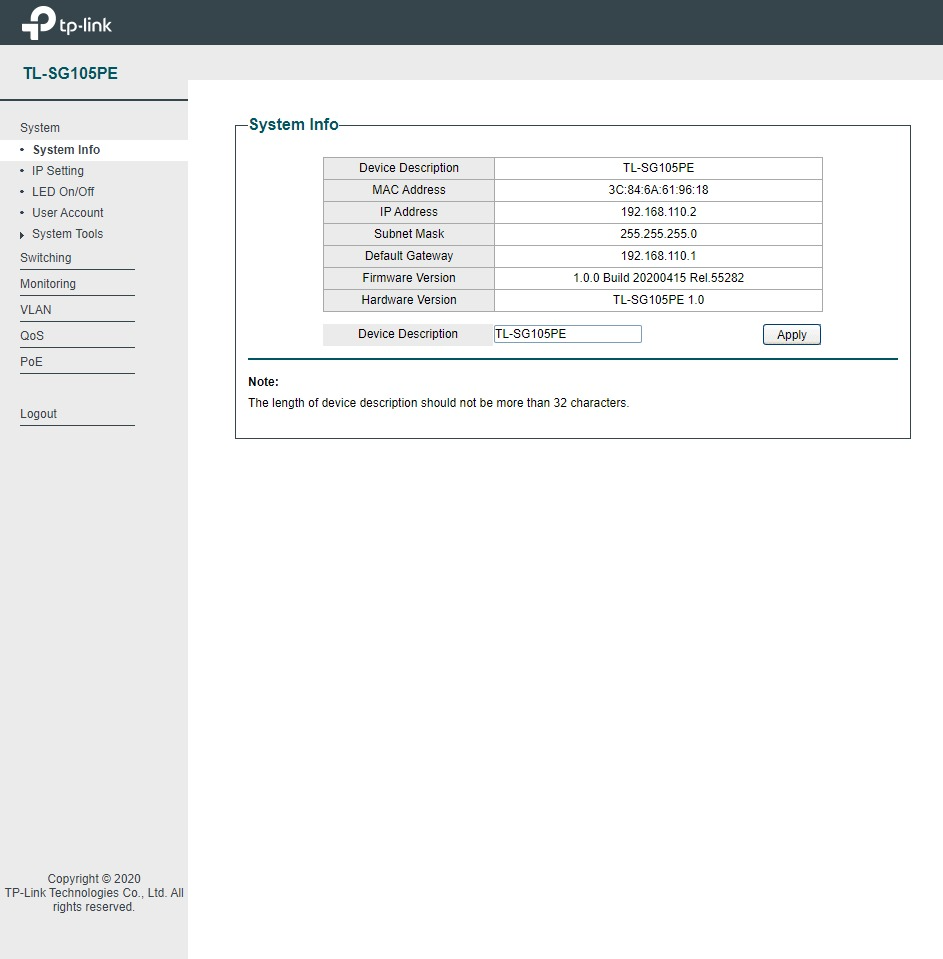 tp-link
TL-SG105PE
System
• System Info
• IP Setting
• LED On/Off
• User Account
System Tools
Switching
Monitoring
VLAN
QoS
PoE
Logout
Copyright © 2020
TP-Link Technologies Co., Ltd. All
rights reserved.
System Info
Device Description TL-SG105PE
MAC Address 3C:84:6A:61:96:18
IP Address 192.168.110.2
Subnet Mask 255.255.255.0
Default Gateway 192.168.110.1
Firmware Version 1.0.0 Build 20200415 Rel.55282
Hardware Version TL-SG105PE 1.0
Device Description TL-SG105PE Apply
Note:
The length of device description should not be more than 32 characters.